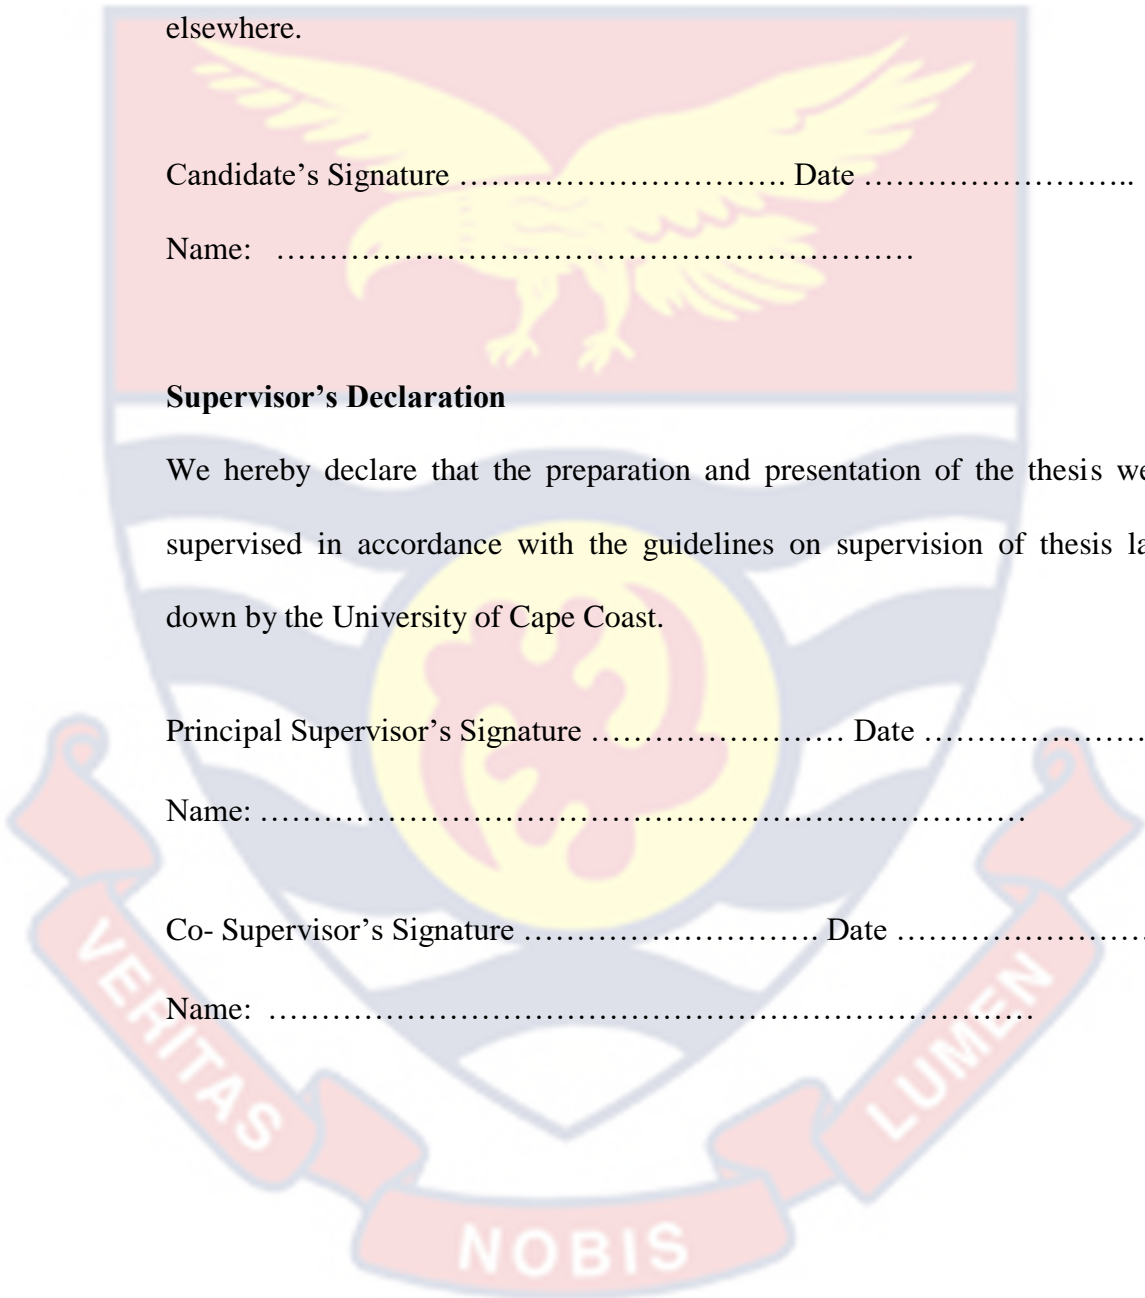 elsewhere.
Candidate’s Signature …………………………. Date ……………………..
Name: ……………………………………………………
Supervisor’s Declaration
We hereby declare that the preparation and presentation of the thesis we
supervised in accordance with the guidelines on supervision of thesis la
down by the University of Cape Coast.
Principal Supervisor’s Signature …………………… Date …………………
Name: ……………………………………………………………….
Co- Supervisor’s Signature ………………………. Date ……………………
Name: ………………………………………………………………
VERITAS
NOBIS
LUMEN